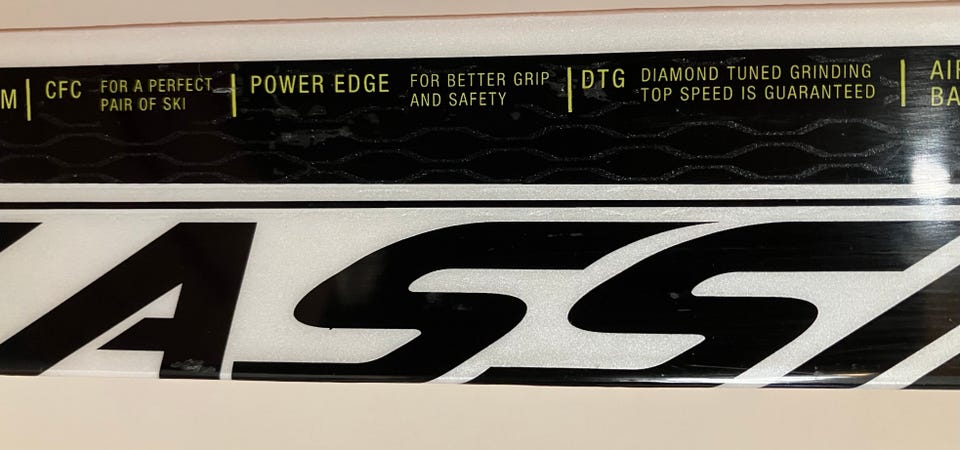 M | CFC FOR A PERFECT PAIR OF SKI | POWER EDGE FOR BETTER GRIP AND SAFETY | DTG DIAMOND TUNED GRINDING TOP SPEED IS GUARANTEED |
ASS